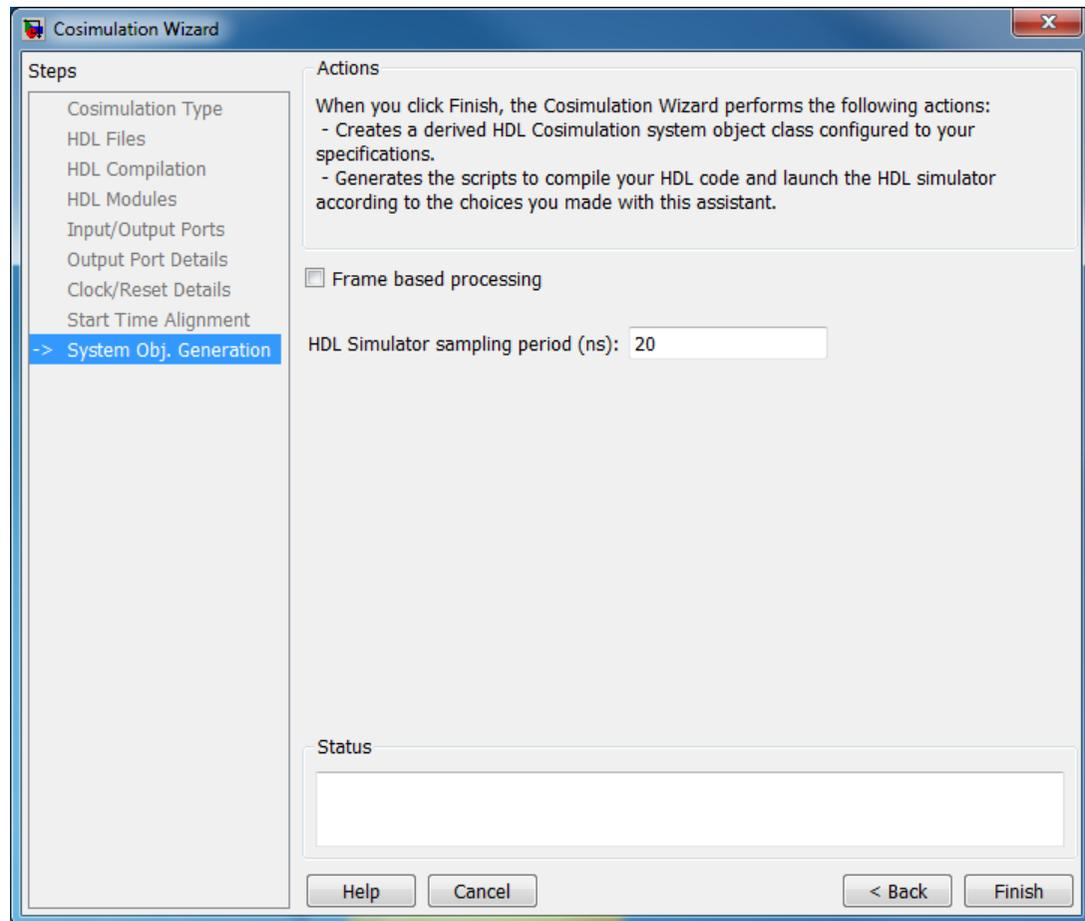 Cosimulation Wizard
Steps
Cosimulation Type
HDL Files
HDL Compilation
HDL Modules
Input/Output Ports
Output Port Details
Clock/Reset Details
Start Time Alignment
-> System Obj. Generation
Actions
When you click Finish, the Cosimulation Wizard performs the following actions:
- Creates a derived HDL Cosimulation system object class configured to your
specifications.
- Generates the scripts to compile your HDL code and launch the HDL simulator
according to the choices you made with this assistant.
Frame based processing
HDL Simulator sampling period (ns): 20
Status
Help Cancel < Back Finish